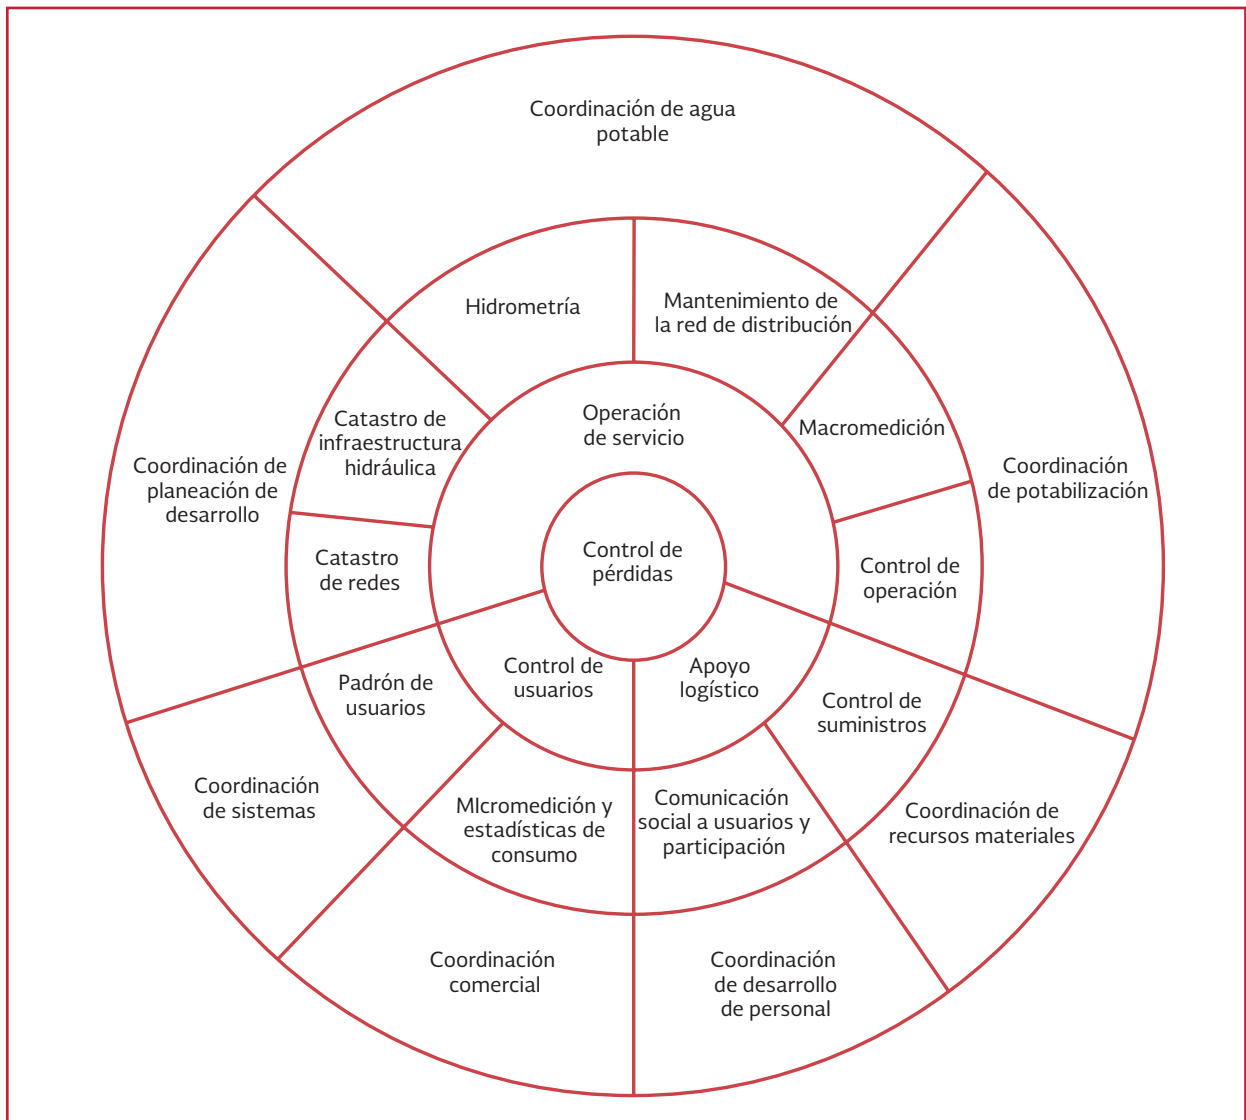 Coordinación de agua
potable
Hidrometría
Mantenimiento de
la red de distribución
Catastro de
infraestructura
hidráulica
Operación
de servicio
Macromedición
Coordinación de
planeación de
desarrollo
Coordinación
de potabilización
Catastro
de redes
Control de
pérdidas
Control de
operación
Padrón de
usuarios
Control de
usuarios
Apoyo
logístico
Control de
suministros
Coordinación
de sistemas
MIcromedición y
estadísticas de
consumo
Comunicación
social a usuarios y
participación
Coordinación de
recursos materiales
Coordinación
comercial
Coordinación
de desarrollo
de personal